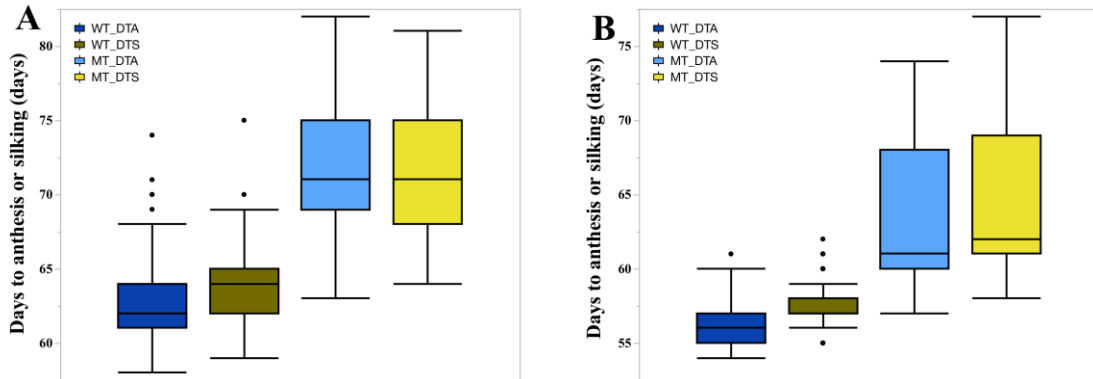 A
Days to anthesis or silking (days)
WT_DTA
WT_DTS
MT_DTA
MT_DTS
80
75
70
65
60
B
Days to anthesis or silking (days)
WT_DTA
WT_DTS
MT_DTA
MT_DTS
75
70
65
60
55